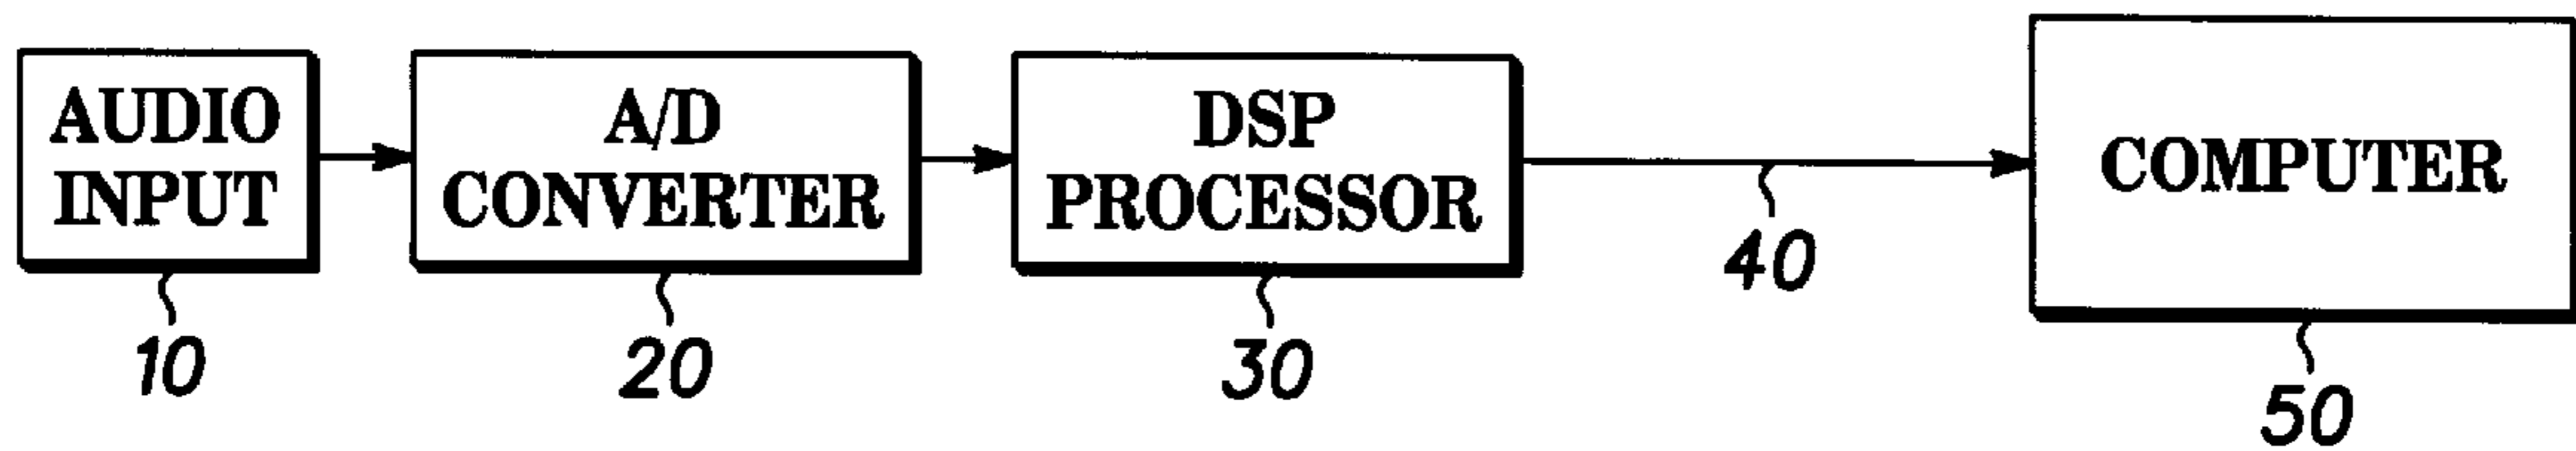 AUDIO
INPUT
A/D
CONVERTER
DSP
PROCESSOR
COMPUTER
10
20
30
40
50